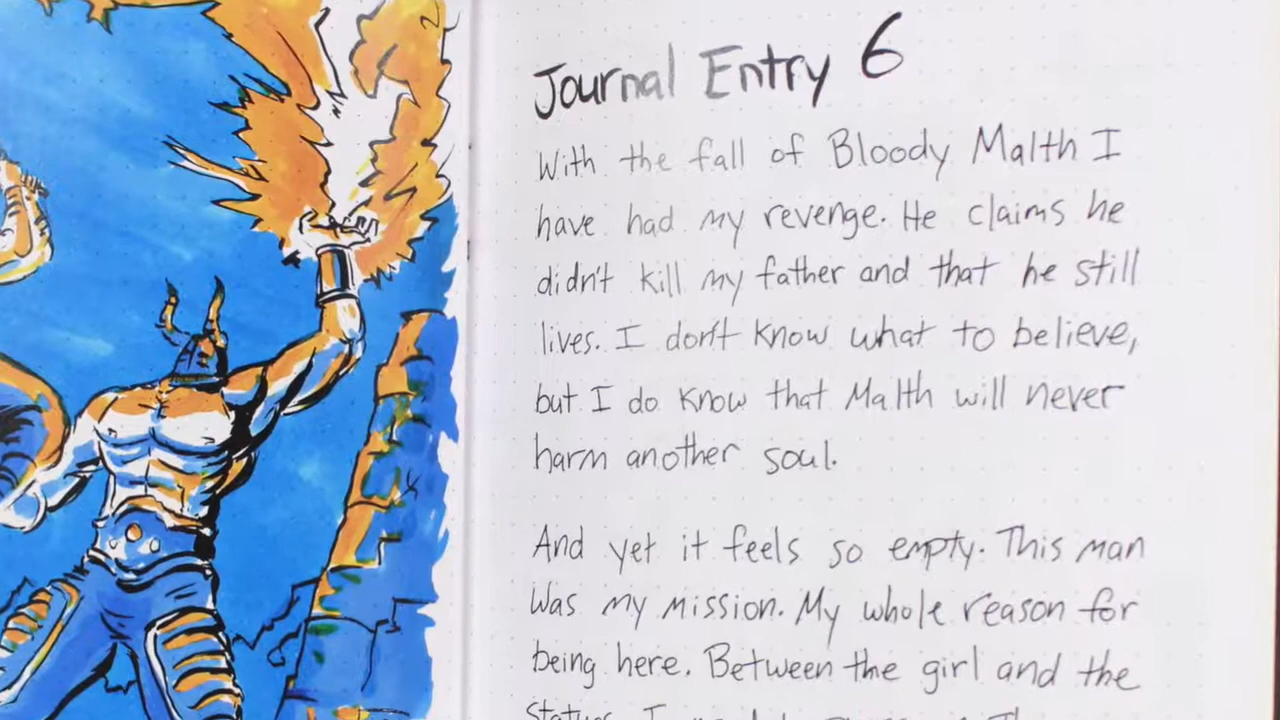 Journal Entry 6
With the fall of Bloody Malth I
have had my revenge. He claims he
didn't kill my father and that he still
lives. I don't know what to believe,
but I do know that Malth will never
harm another soul.
And yet it feels so empty. This man
was my mission. My whole reason for
being here. Between the girl and the